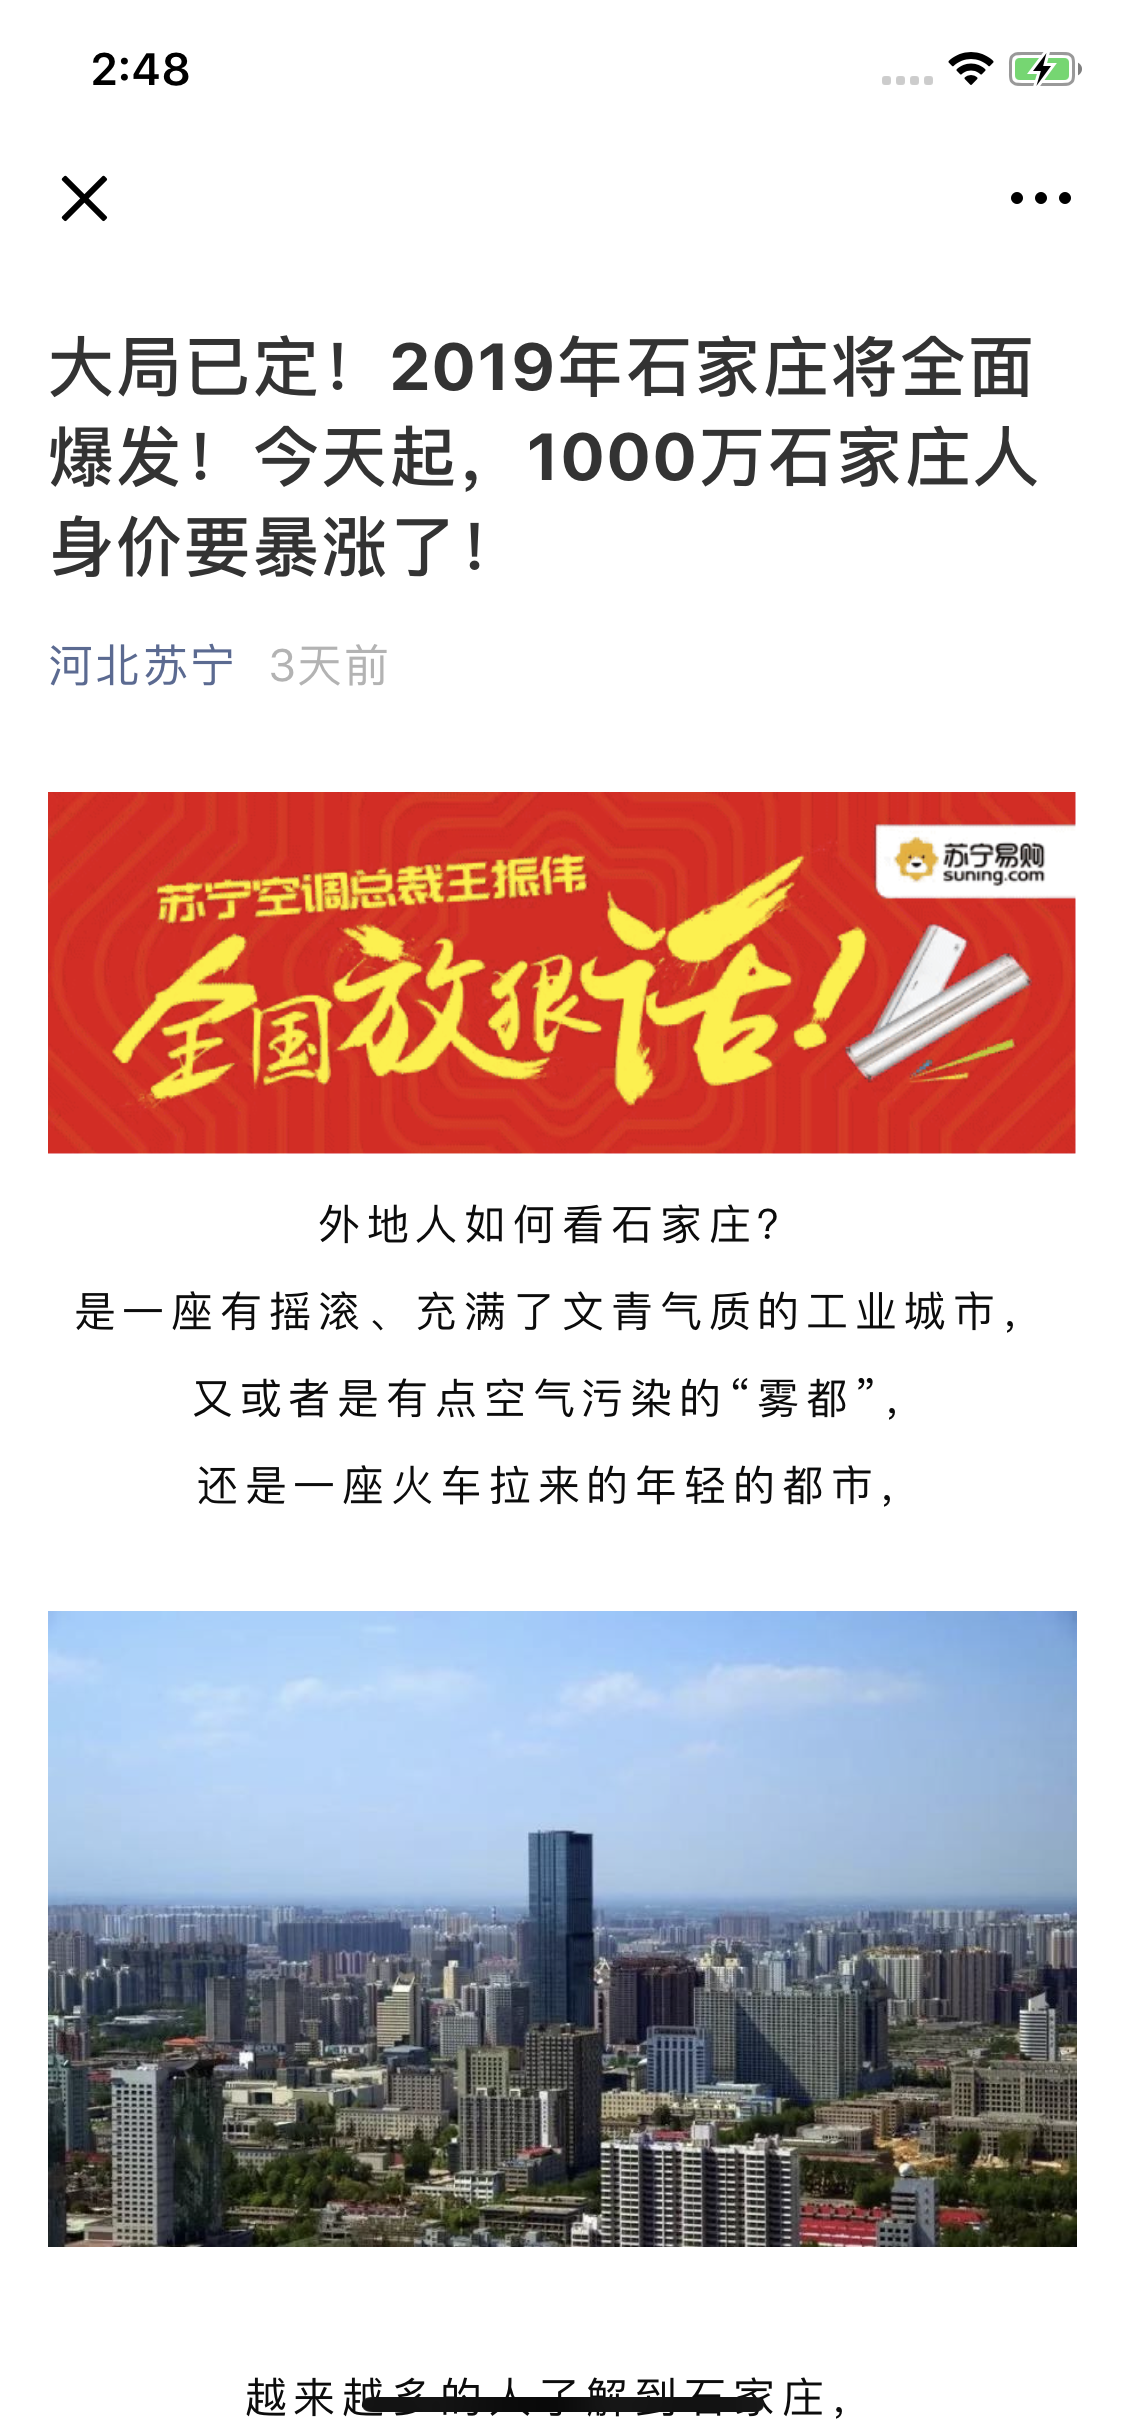 2:48
大局已定！2019年石家庄将全面
爆发！今天起，1000万石家庄人
身价要暴涨了！
河北苏宁 3天前
苏宁易购
suning.com
苏宁空调总裁王振伟
全国放狠话！
外地人如何看石家庄?
是一座有摇滚、充满了文青气质的工业城市,
又或者是有点空气污染的“雾都”,
还是一座火车拉来的年轻的都市,
越来越多的人了解到石家庄,